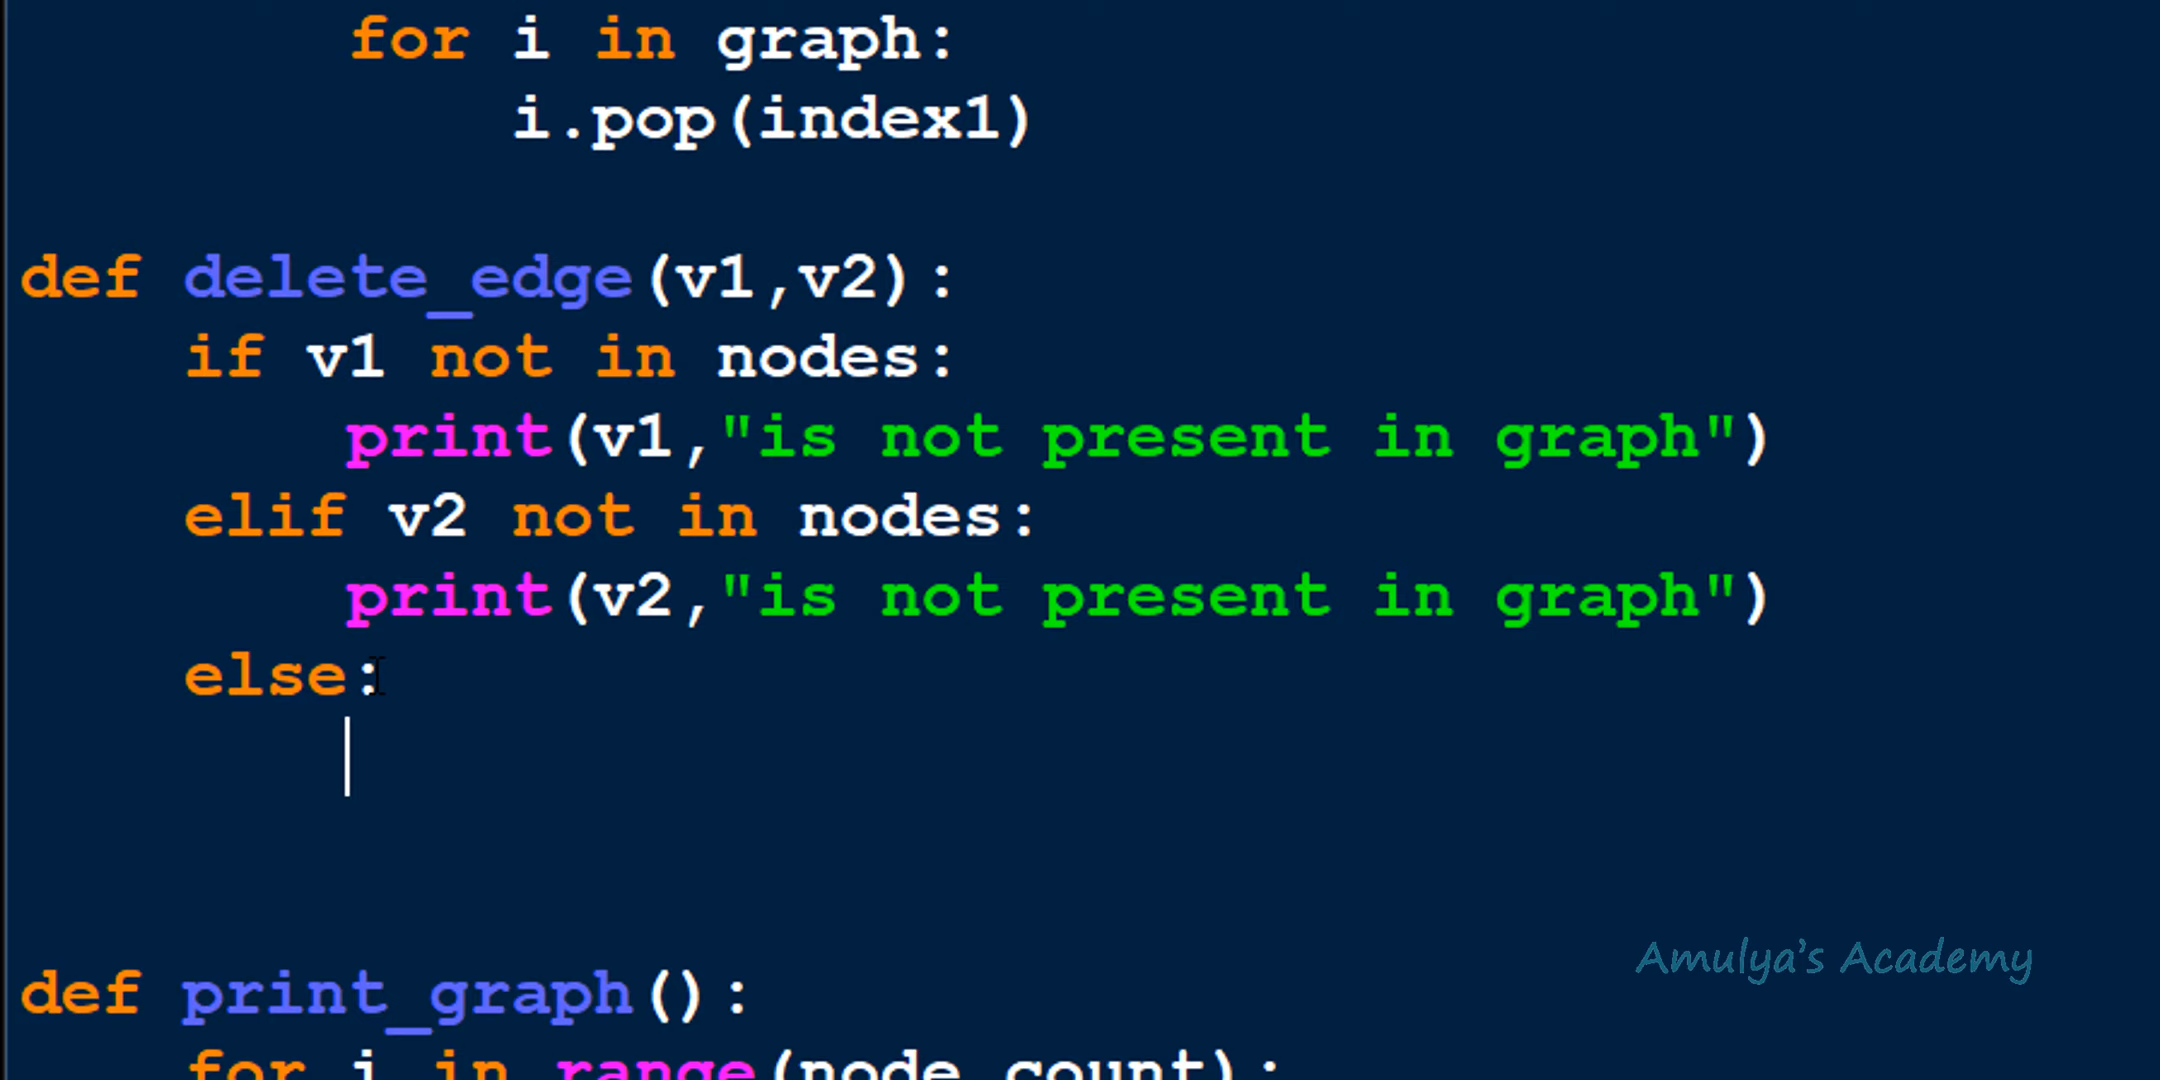 for i in graph:
i.pop(index1)
def delete_edge(v1,v2):
if v1 not in nodes:
print(v1,"is not present in graph")
elif v2 not in nodes:
print(v2,"is not present in graph")
else:
Amulya's Academy
def print_graph():
for i in range(node_count):